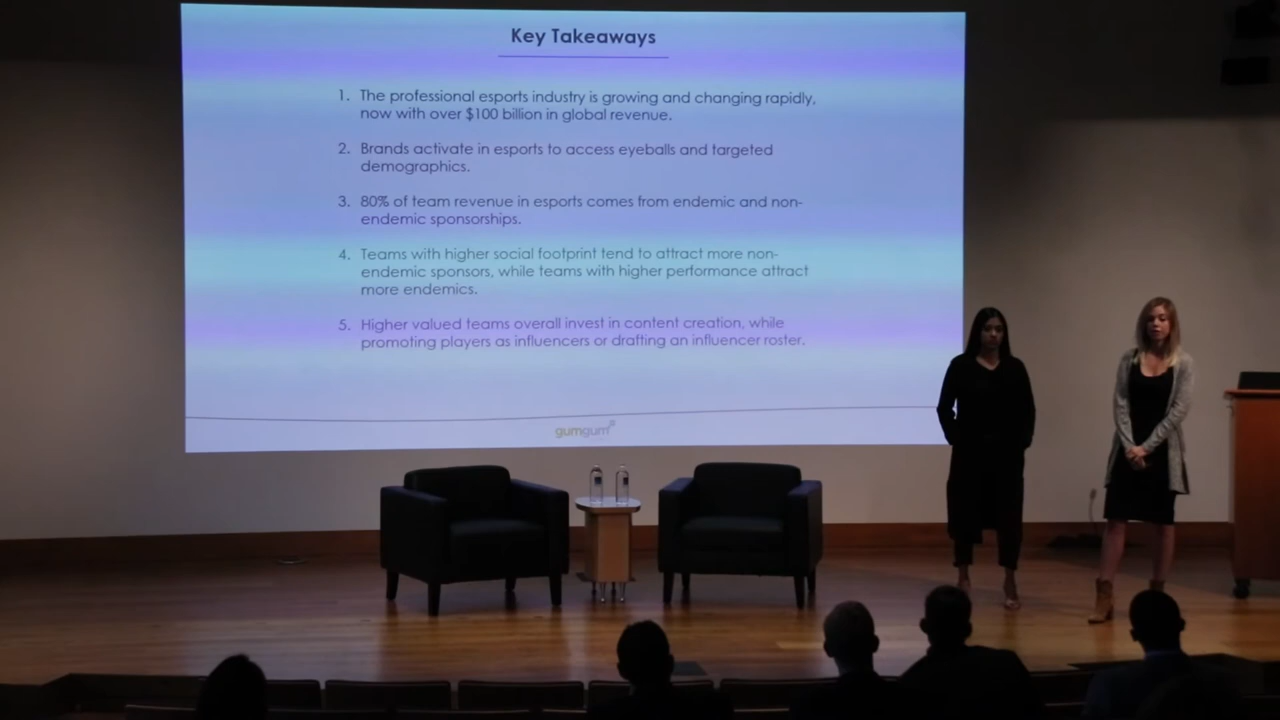 Key Takeaways
1. The professional esports industry is growing and changing rapidly,
now with over $100 billion in global revenue.
2. Brands activate in esports to access eyeballs and targeted
demographics.
3. 80% of team revenue in esports comes from endemic and non-
endemic sponsorships.
4. Teams with higher social footprint tend to attract more non-
endemic sponsors, while teams with higher performance attract
more endemics.
5. Higher valued teams overall invest in content creation, while
promoting players as influencers or drafting an influencer roster.
gumgum